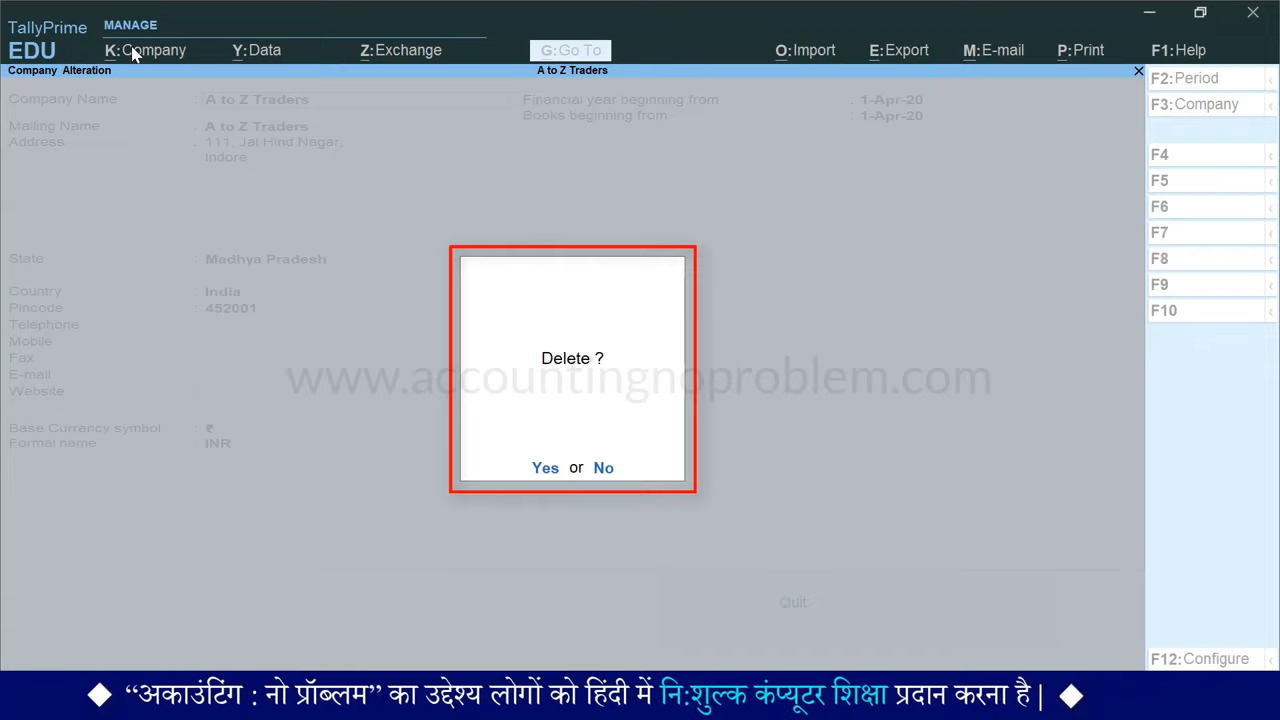 TallyPrime
MANAGE
EDU
K:Company
Y:Data
Z:Exchange
G:Go To
O:Import
E:Export
M:E-mail
P:Print
F1:Help
Company Alteration
A to Z Traders
F2:Period
F3:Company
F4
F5
F6
F7
F8
F9
F10
F12:Configure
Company Name : A to Z Traders
Financial year beginning from : 1-Apr-20
Books beginning from : 1-Apr-20
Mailing Name : A to Z Traders
Address : 111, Jai Hind Nagar,
Indore
State : Madhya Pradesh
Country : India
Pincode : 452001
Telephone
Mobile
Fax
E-mail
Website
Base Currency symbol : ₹
Formal name : INR
Delete ?
Yes or No
www.accountingnoproblem.com
Quit
“अकाउंटिंग : नो प्रॉब्लम” का उद्देश्य लोगों को हिंदी में नि:शुल्क कंप्यूटर शिक्षा प्रदान करना है |